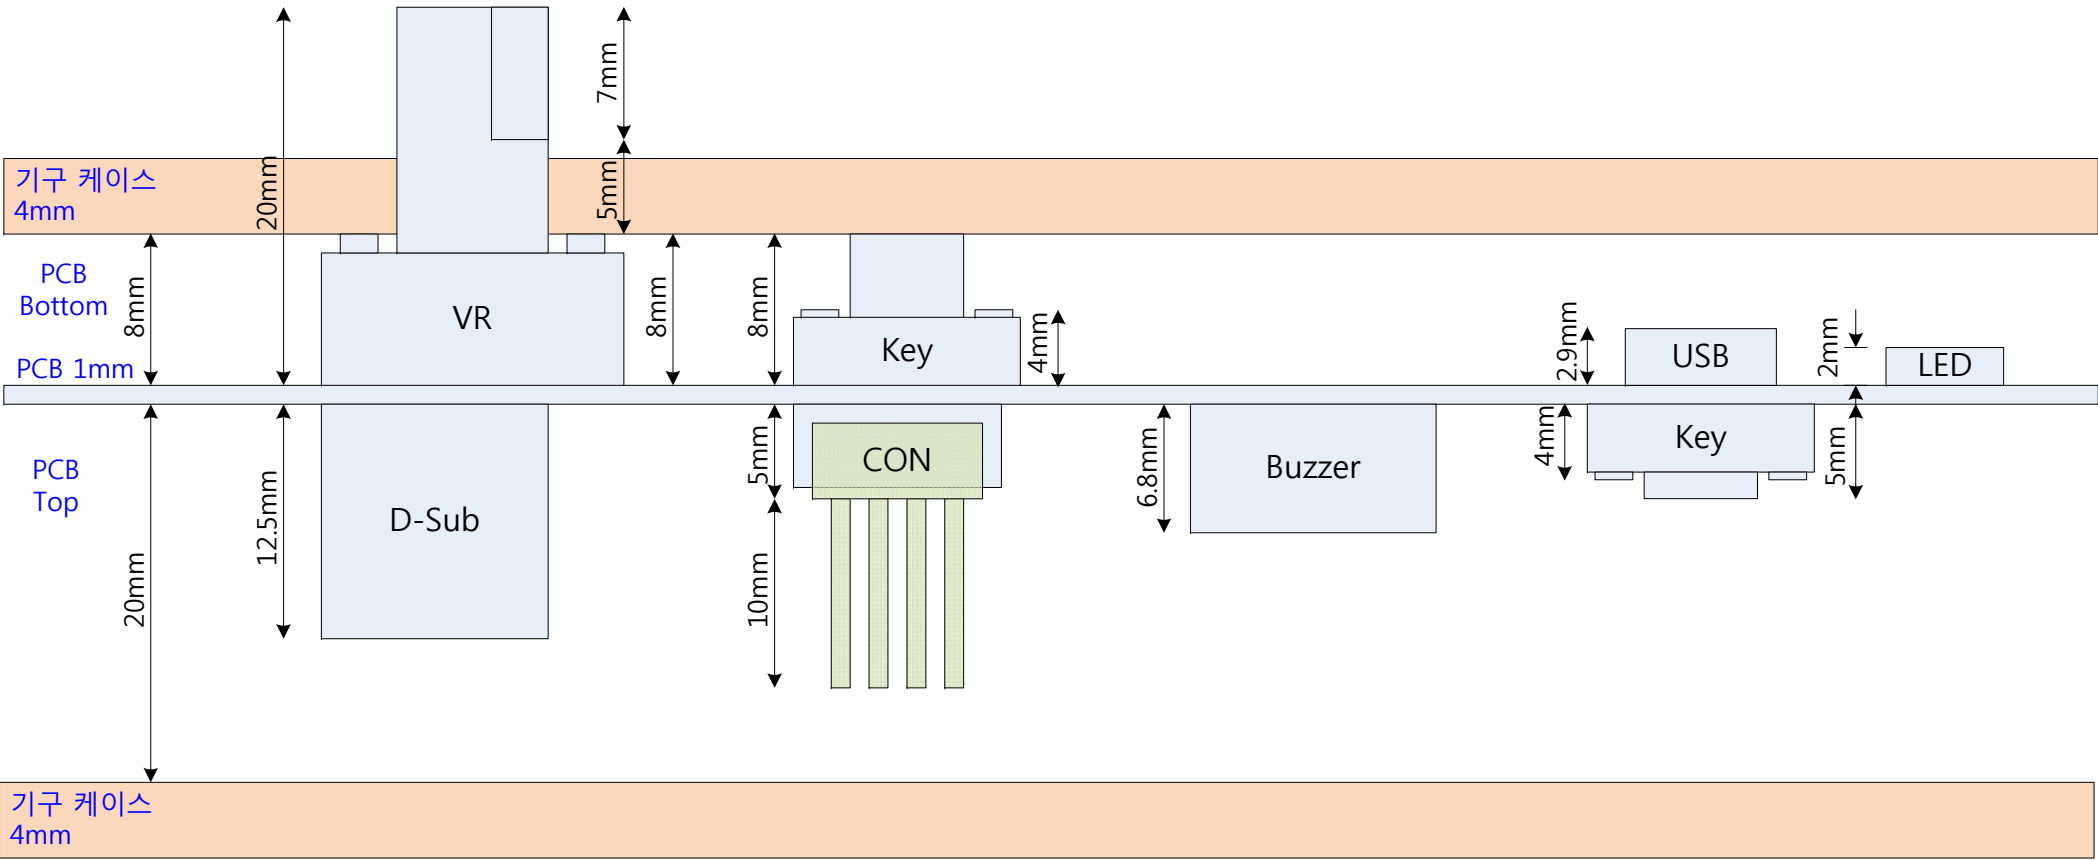 7mm
20mm
5mm
기구 케이스
4mm
PCB
Bottom
8mm
VR
8mm
8mm
Key
4mm
2.9mm
USB
2mm
LED
PCB 1mm
PCB
Top
20mm
12.5mm
D-Sub
5mm
CON
10mm
6.8mm
Buzzer
4mm
Key
5mm
기구 케이스
4mm